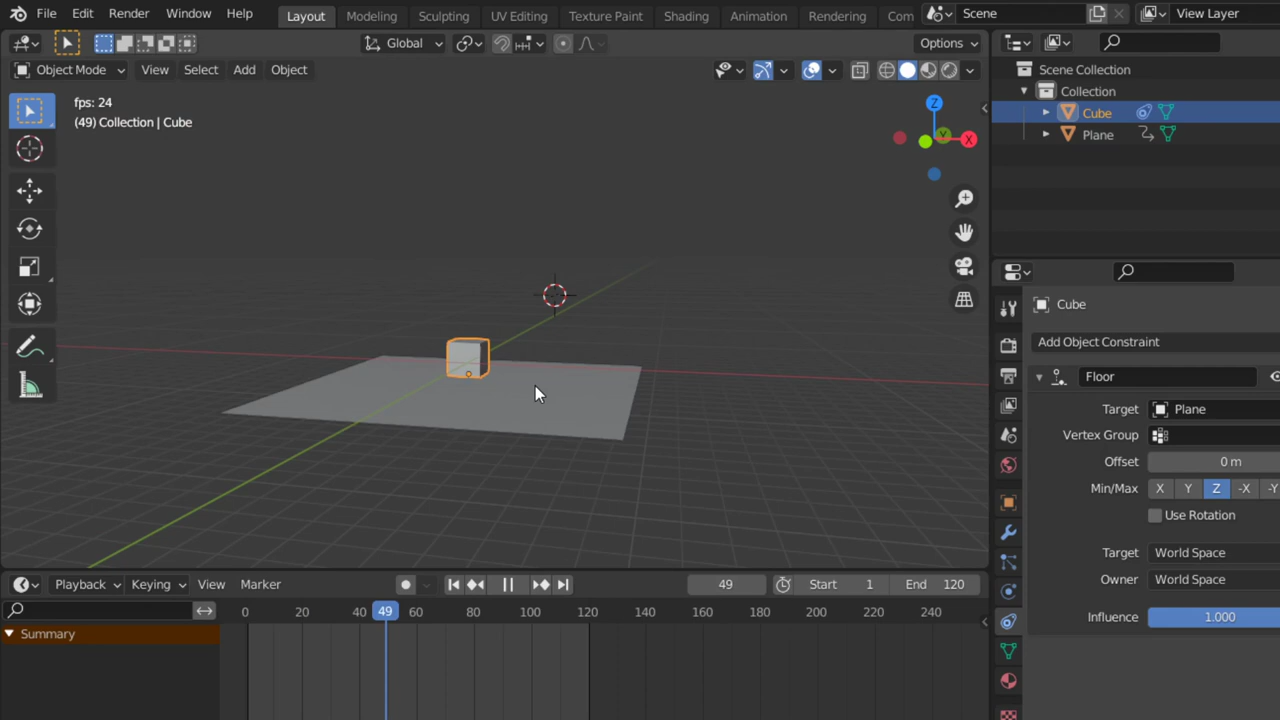 File Edit Render Window Help Layout Modeling Sculpting UV Editing Texture Paint Shading Animation Rendering Com Scene View Layer
Global Options
Object Mode View Select Add Object
fps: 24
(49) Collection | Cube
Z
Y
X
Scene Collection
Collection
Cube
Plane
Cube
Add Object Constraint
Floor
Target Plane
Vertex Group
Offset 0 m
Min/Max X Y Z -X -Y
Use Rotation
Target World Space
Owner World Space
Influence 1.000
Playback Keying View Marker 49 Start 1 End 120
0 20 40 49 60 80 100 120 140 160 180 200 220 240
Summary